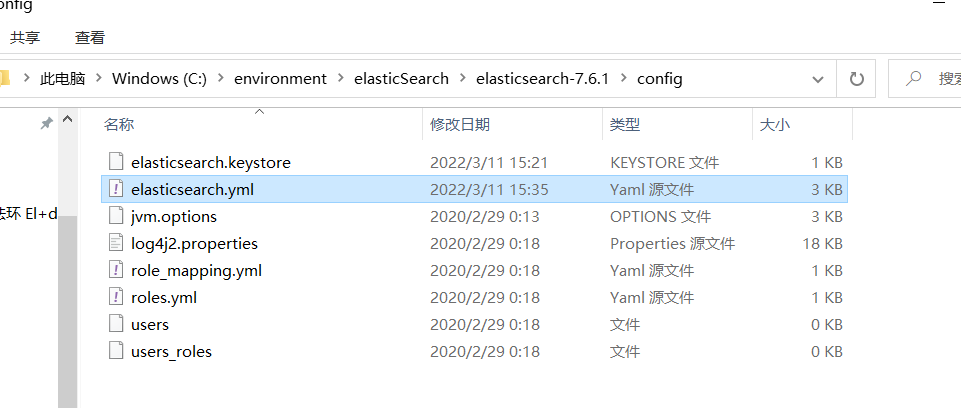 onfig
共享 查看
此电脑 > Windows (C:) > environment > elasticSearch > elasticsearch-7.6.1 > config 搜索
名称 修改日期 类型 大小
elasticsearch.keystore 2022/3/11 15:21 KEYSTORE 文件 1 KB
elasticsearch.yml 2022/3/11 15:35 Yaml 源文件 3 KB
jvm.options 2020/2/29 0:13 OPTIONS 文件 3 KB
log4j2.properties 2020/2/29 0:18 Properties 源文件 18 KB
role_mapping.yml 2020/2/29 0:18 Yaml 源文件 1 KB
roles.yml 2020/2/29 0:18 Yaml 源文件 1 KB
users 2020/2/29 0:18 文件 0 KB
users_roles 2020/2/29 0:18 文件 0 KB
环 El+d